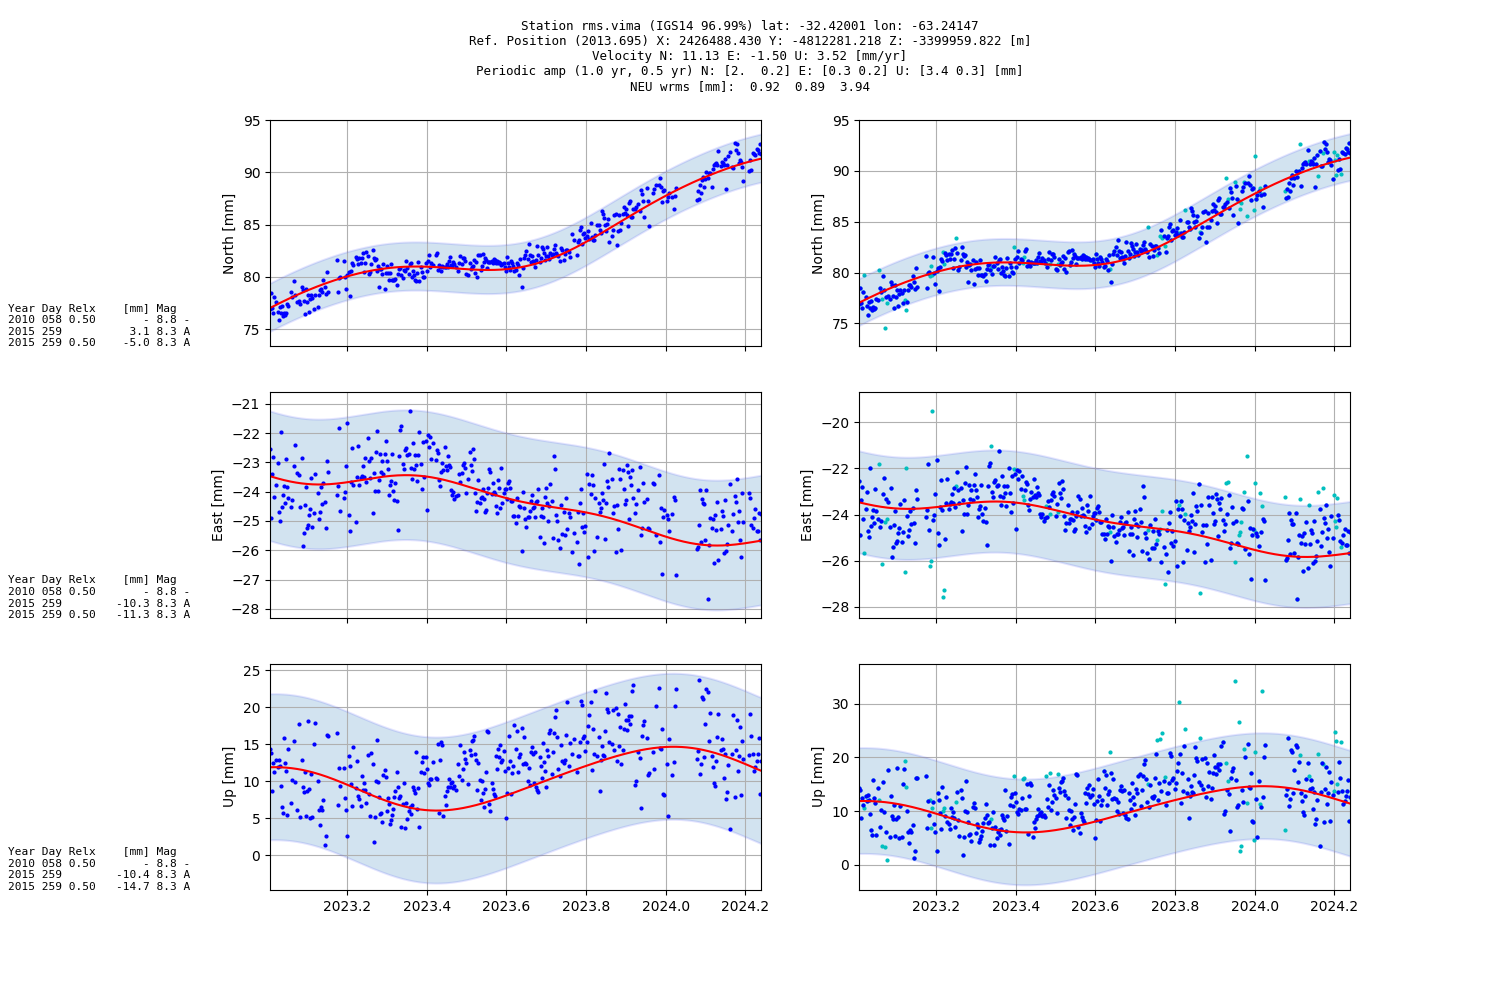 Station rms.vima (IGS14 96.99%) lat: -32.42001 lon: -63.24147
Ref. Position (2013.695) X: 2426488.430 Y: -4812281.218 Z: -3399959.822 [m]
Velocity N: 11.13 E: -1.50 U: 3.52 [mm/yr]
Periodic amp (1.0 yr, 0.5 yr) N: [2.  0.2] E: [0.3 0.2] U: [3.4 0.3] [mm]
NEU wrms [mm]:  0.92  0.89  3.94
95
90
85
80
75
North [mm]
95
90
85
80
75
North [mm]
Year Day Relx    [mm] Mag
2010 058 0.50       - 8.8 -
2015 259          3.1 8.3 A
2015 259 0.50    -5.0 8.3 A
−21
−22
−23
−24
−25
−26
−27
−28
East [mm]
−20
−22
−24
−26
−28
East [mm]
Year Day Relx    [mm] Mag
2010 058 0.50       - 8.8 -
2015 259        -10.3 8.3 A
2015 259 0.50   -11.3 8.3 A
25
20
15
10
5
0
Up [mm]
30
20
10
0
Up [mm]
Year Day Relx    [mm] Mag
2010 058 0.50       - 8.8 -
2015 259        -10.4 8.3 A
2015 259 0.50   -14.7 8.3 A
2023.2 2023.4 2023.6 2023.8 2024.0 2024.2
2023.2 2023.4 2023.6 2023.8 2024.0 2024.2